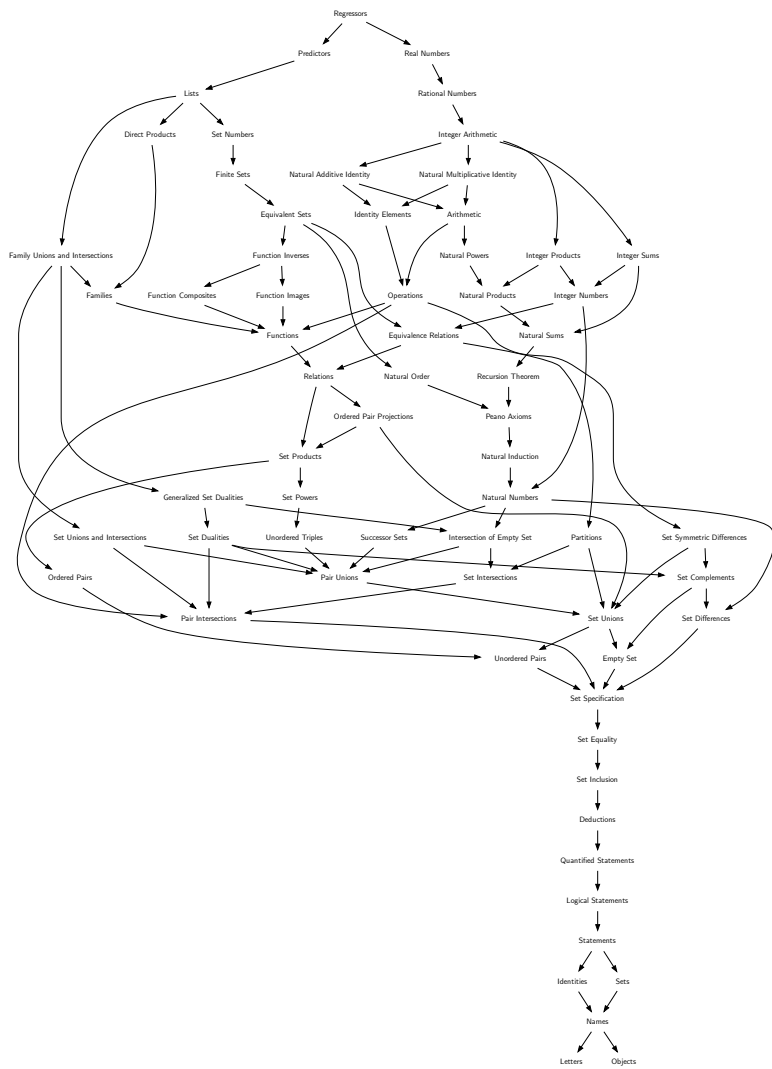 Regressors
Predictors Real Numbers
Lists Rational Numbers
Direct Products Set Numbers Integer Arithmetic
Finite Sets Natural Additive Identity Natural Multiplicative Identity
Equivalent Sets Identity Elements Arithmetic
Family Unions and Intersections Function Inverses Natural Powers Integer Products Integer Sums
Families Function Composites Function Images Operations Natural Products Integer Numbers
Functions Equivalence Relations Natural Sums
Relations Natural Order Recursion Theorem
Ordered Pair Projections Peano Axioms
Set Products Natural Induction
Generalized Set Dualities Set Powers Natural Numbers
Set Unions and Intersections Set Dualities Unordered Triples Successor Sets Intersection of Empty Set Partitions Set Symmetric Differences
Ordered Pairs Pair Unions Set Intersections Set Complements
Pair Intersections Set Unions Set Differences
Unordered Pairs Empty Set
Set Specification
Set Equality
Set Inclusion
Deductions
Quantified Statements
Logical Statements
Statements
Identities Sets
Names
Letters Objects